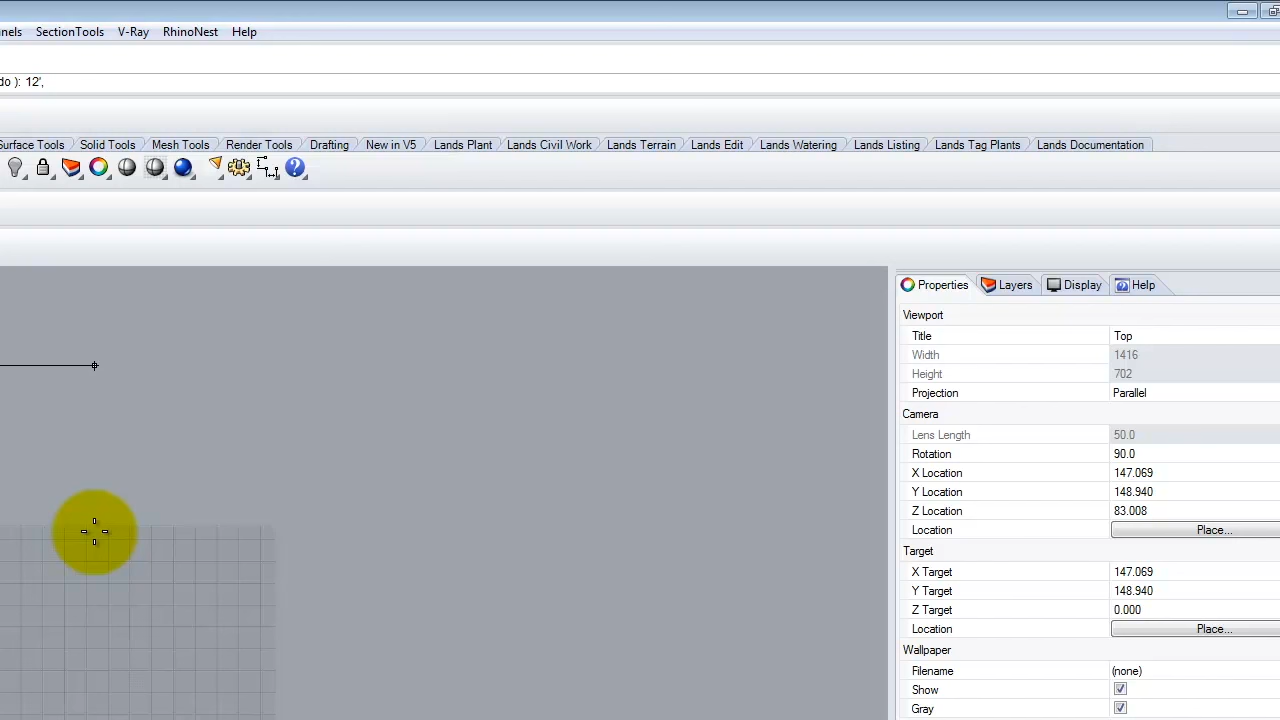 nels SectionTools V-Ray RhinoNest Help
do ): 12',
Surface Tools Solid Tools Mesh Tools Render Tools Drafting New in V5 Lands Plant Lands Civil Work Lands Terrain Lands Edit Lands Watering Lands Listing Lands Tag Plants Lands Documentation
Properties Layers Display Help
Viewport
Title Top
Width 1416
Height 702
Projection Parallel
Camera
Lens Length 50.0
Rotation 90.0
X Location 147.069
Y Location 148.940
Z Location 83.008
Location Place...
Target
X Target 147.069
Y Target 148.940
Z Target 0.000
Location Place...
Wallpaper
Filename (none)
Show
Gray